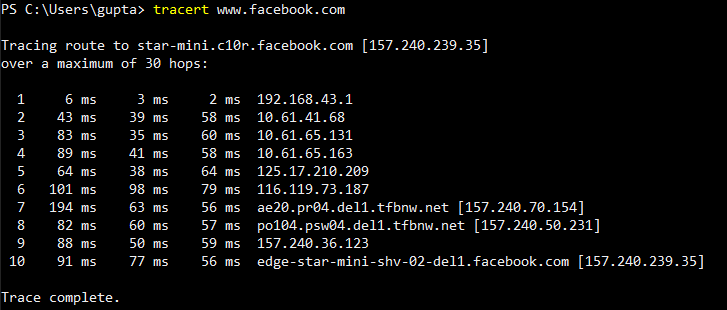 PS C:\Users\gupta> tracert www.facebook.com
Tracing route to star-mini.c10r.facebook.com [157.240.239.35]
over a maximum of 30 hops:
1 6 ms 3 ms 2 ms 192.168.43.1
2 43 ms 39 ms 58 ms 10.61.41.68
3 83 ms 35 ms 60 ms 10.61.65.131
4 89 ms 41 ms 58 ms 10.61.65.163
5 64 ms 38 ms 64 ms 125.17.210.209
6 101 ms 98 ms 79 ms 116.119.73.187
7 194 ms 63 ms 56 ms ae20.pr04.del1.tfbnw.net [157.240.70.154]
8 82 ms 60 ms 57 ms po104.psw04.del1.tfbnw.net [157.240.50.231]
9 88 ms 50 ms 59 ms 157.240.36.123
10 91 ms 77 ms 56 ms edge-star-mini-shv-02-del1.facebook.com [157.240.239.35]
Trace complete.